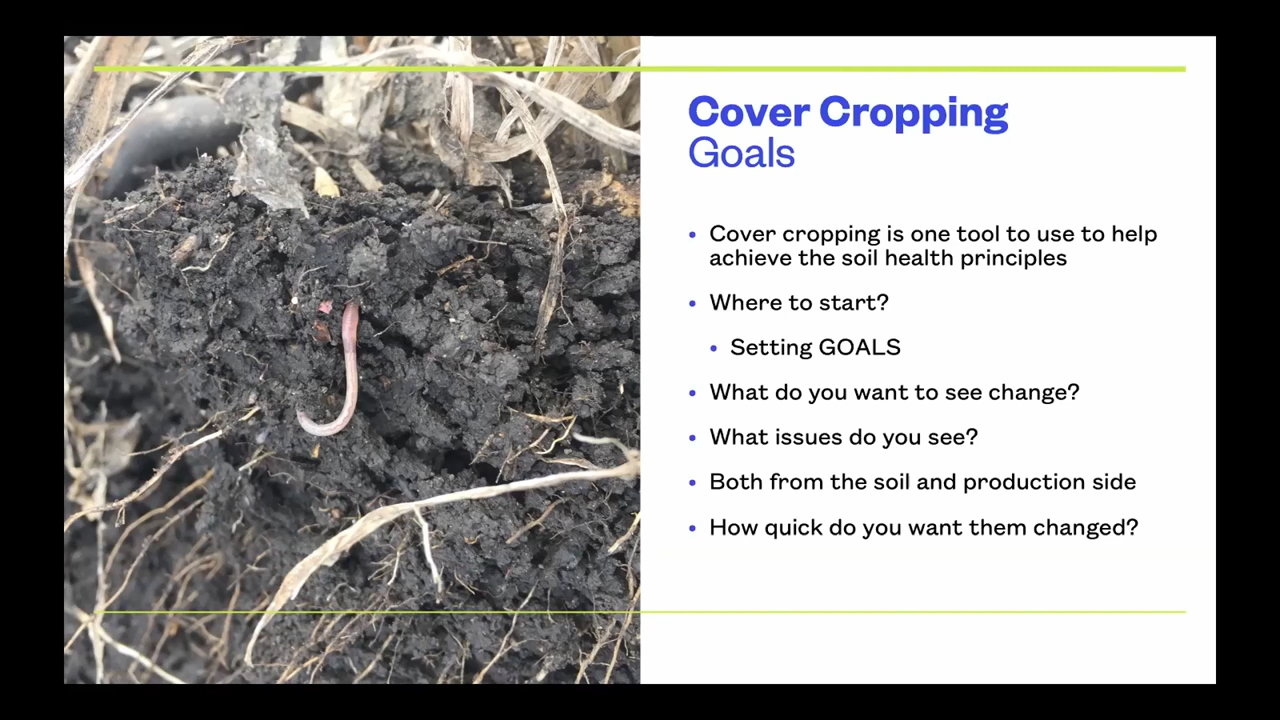 Cover Cropping
Goals
• Cover cropping is one tool to use to help
achieve the soil health principles
• Where to start?
• Setting GOALS
• What do you want to see change?
• What issues do you see?
• Both from the soil and production side
• How quick do you want them changed?